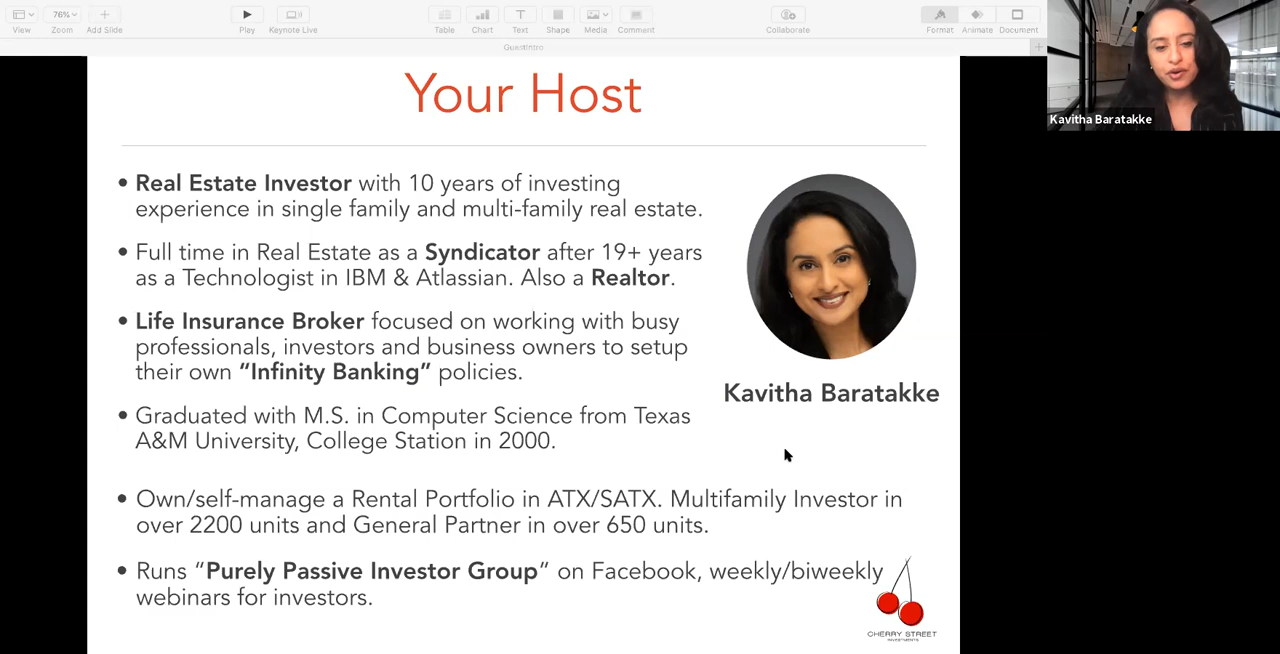 View
76%
Zoom
Add Slide
Play
Keynote Live
Table
Chart
Text
Shape
Media
Comment
Collaborate
Format
Animate
Document
GuestIntro
Kavitha Baratakke
Your Host
• Real Estate Investor with 10 years of investing
experience in single family and multi-family real estate.
• Full time in Real Estate as a Syndicator after 19+ years
as a Technologist in IBM & Atlassian. Also a Realtor.
• Life Insurance Broker focused on working with busy
professionals, investors and business owners to setup
their own “Infinity Banking” policies.
• Graduated with M.S. in Computer Science from Texas
A&M University, College Station in 2000.
Kavitha Baratakke
• Own/self-manage a Rental Portfolio in ATX/SATX. Multifamily Investor in
over 2200 units and General Partner in over 650 units.
• Runs “Purely Passive Investor Group” on Facebook, weekly/biweekly
webinars for investors.
CHERRY STREET
INVESTMENTS